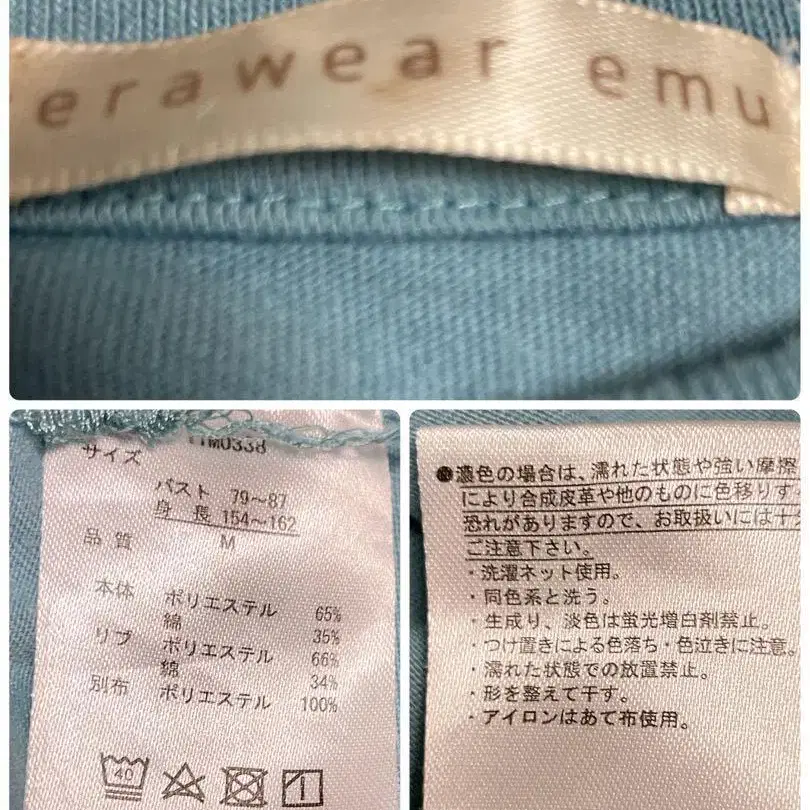 erawear emu
サイズ
バスト 79～87
身長 154～162
M
品質
本体 ポリエステル 65%
綿 35%
リブ ポリエステル 66%
綿 34%
別布 ポリエステル 100%
40
●濃色の場合は、濡れた状態や強い摩擦
により合成皮革や他のものに色移りす
恐れがありますので、お取扱いには十
ご注意下さい。
・洗濯ネット使用。
・同色系と洗う。
・生成り、淡色は蛍光増白剤禁止。
・つけ置きによる色落ち・色泣きに注意。
・濡れた状態での放置禁止。
・形を整えて干す。
・アイロンはあて布使用。